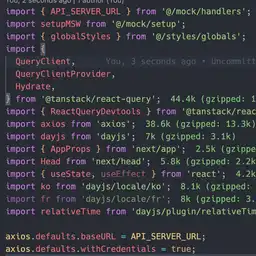 You, 2 seconds ago | 1 author (You)
import { API_SERVER_URL } from '@/mock/handlers';
import setupMSW from '@/mock/setup';
import { globalStyles } from '@/styles/globals';
import {
QueryClient, You, 3 seconds ago • Uncommitt
QueryClientProvider,
Hydrate,
} from '@tanstack/react-query'; 44.4k (gzipped: 1
import { ReactQueryDevtools } from '@tanstack/reac
import axios from 'axios'; 38.6k (gzipped: 13.3k)
import dayjs from 'dayjs'; 7k (gzipped: 3.1k)
import { AppProps } from 'next/app'; 2.5k (gzippe
import Head from 'next/head'; 5.8k (gzipped: 2.2k
import { useState, useEffect } from 'react'; 4.2k
import ko from 'dayjs/locale/ko'; 8.1k (gzipped:
import fr from 'dayjs/locale/fr'; 8k (gzipped: 3.
import relativeTime from 'dayjs/plugin/relativeTim
axios.defaults.baseURL = API_SERVER_URL;
axios.defaults.withCredentials = true;